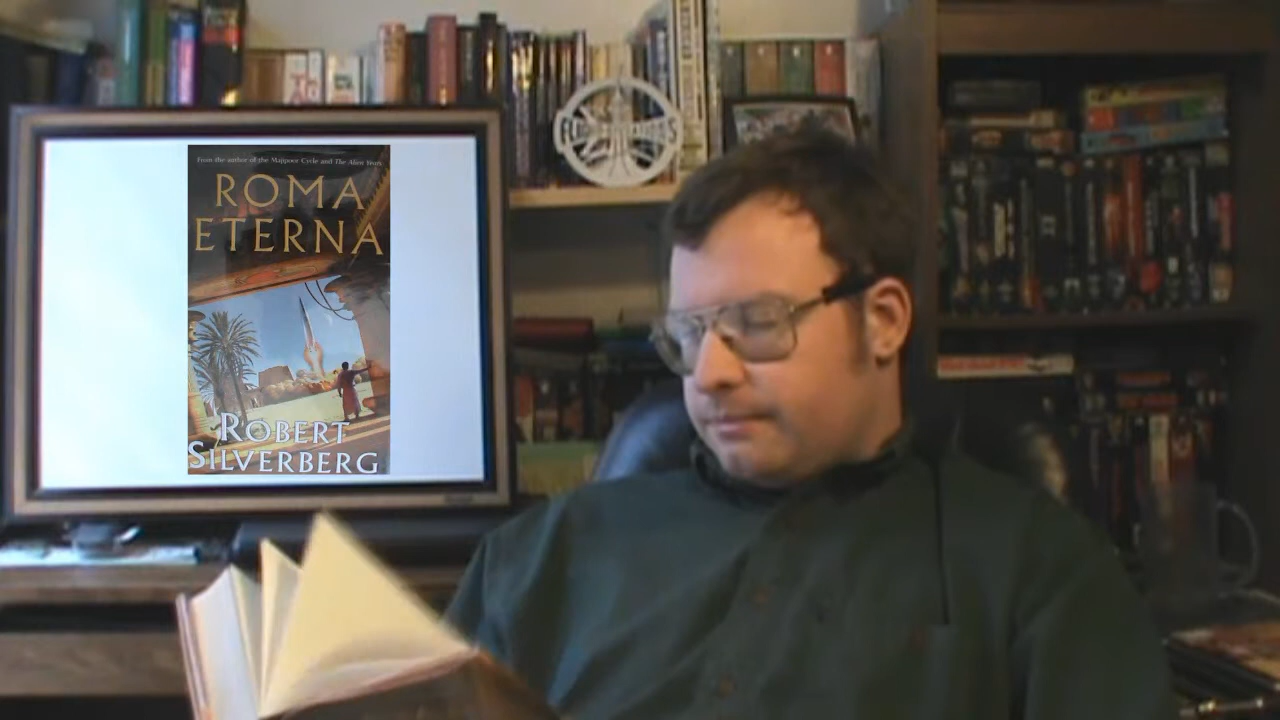 From the author of the Majipoor Cycle and The Alien Years
ROMA
ETERNA
ROBERT
SILVERBERG